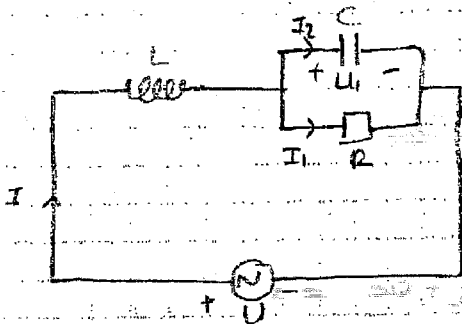 I₂ C
L
+ U₁ -
I₁ R
I
+ U